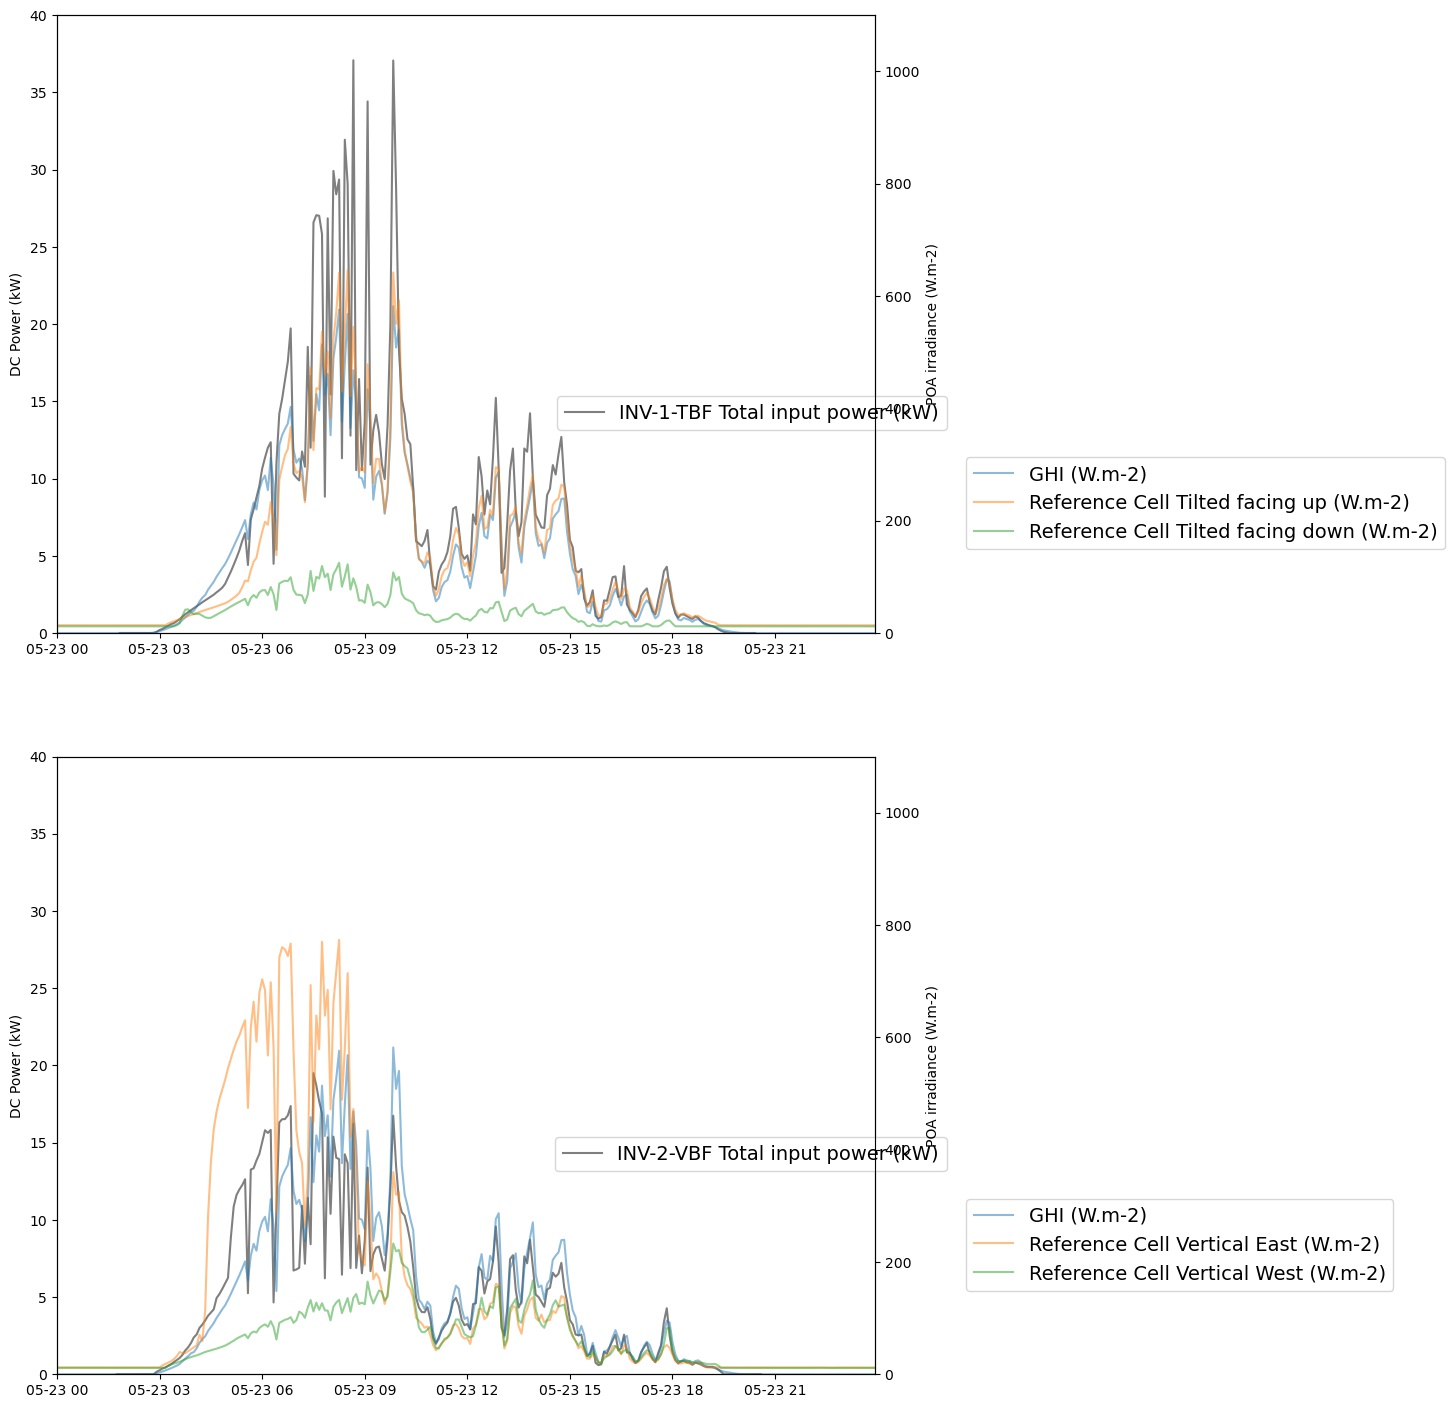 40
35
30
25
20
15
10
5
0
DC Power (kW)
1000
800
600
400
200
0
POA irradiance (W.m-2)
INV-1-TBF Total input power (kW)
GHI (W.m-2)
Reference Cell Tilted facing up (W.m-2)
Reference Cell Tilted facing down (W.m-2)
05-23 00 05-23 03 05-23 06 05-23 09 05-23 12 05-23 15 05-23 18 05-23 21
40
35
30
25
20
15
10
5
0
DC Power (kW)
1000
800
600
400
200
0
POA irradiance (W.m-2)
INV-2-VBF Total input power (kW)
GHI (W.m-2)
Reference Cell Vertical East (W.m-2)
Reference Cell Vertical West (W.m-2)
05-23 00 05-23 03 05-23 06 05-23 09 05-23 12 05-23 15 05-23 18 05-23 21